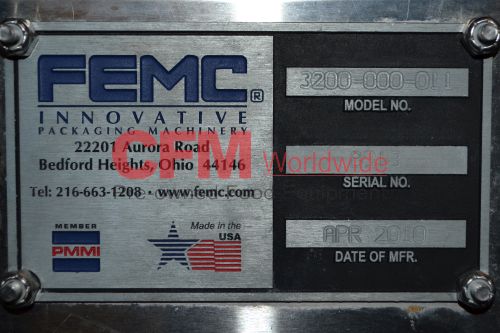 FEMC®
INNOVATIVE
PACKAGING MACHINERY
22201 Aurora Road
Bedford Heights, Ohio 44146
Tel: 216-663-1208 • www.femc.com
MEMBER
PMMI
Made in the
USA
3200-000-011
MODEL NO.
SERIAL NO.
APR 2010
DATE OF MFR.
CFM Worldwide